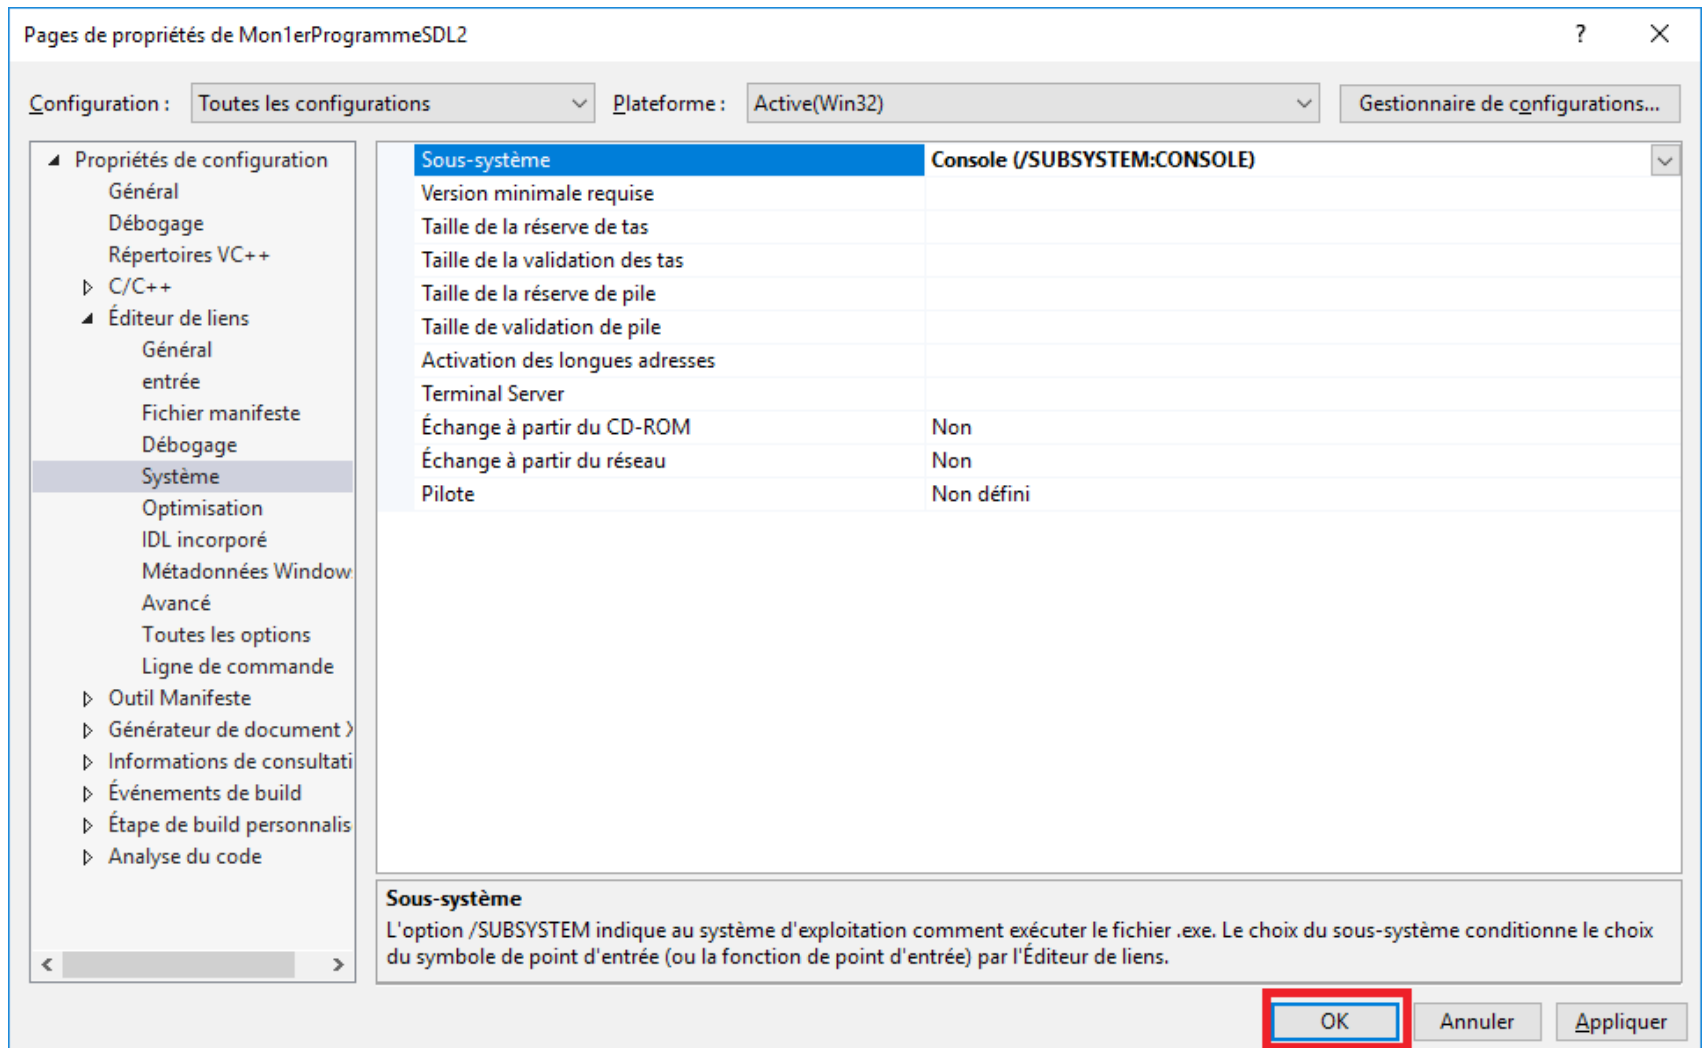 Pages de propriétés de Mon1erProgrammeSDL2
?
Configuration : Toutes les configurations Plateforme : Active(Win32) Gestionnaire de configurations...
Propriétés de configuration
Général
Débogage
Répertoires VC++
C/C++
Éditeur de liens
Général
entrée
Fichier manifeste
Débogage
Système
Optimisation
IDL incorporé
Métadonnées Window
Avancé
Toutes les options
Ligne de commande
Outil Manifeste
Générateur de document X
Informations de consultati
Événements de build
Étape de build personnalis
Analyse du code
Sous-système Console (/SUBSYSTEM:CONSOLE)
Version minimale requise
Taille de la réserve de tas
Taille de la validation des tas
Taille de la réserve de pile
Taille de validation de pile
Activation des longues adresses
Terminal Server
Échange à partir du CD-ROM Non
Échange à partir du réseau Non
Pilote Non défini
Sous-système
L'option /SUBSYSTEM indique au système d'exploitation comment exécuter le fichier .exe. Le choix du sous-système conditionne le choix
du symbole de point d'entrée (ou la fonction de point d'entrée) par l'Éditeur de liens.
OK Annuler Appliquer